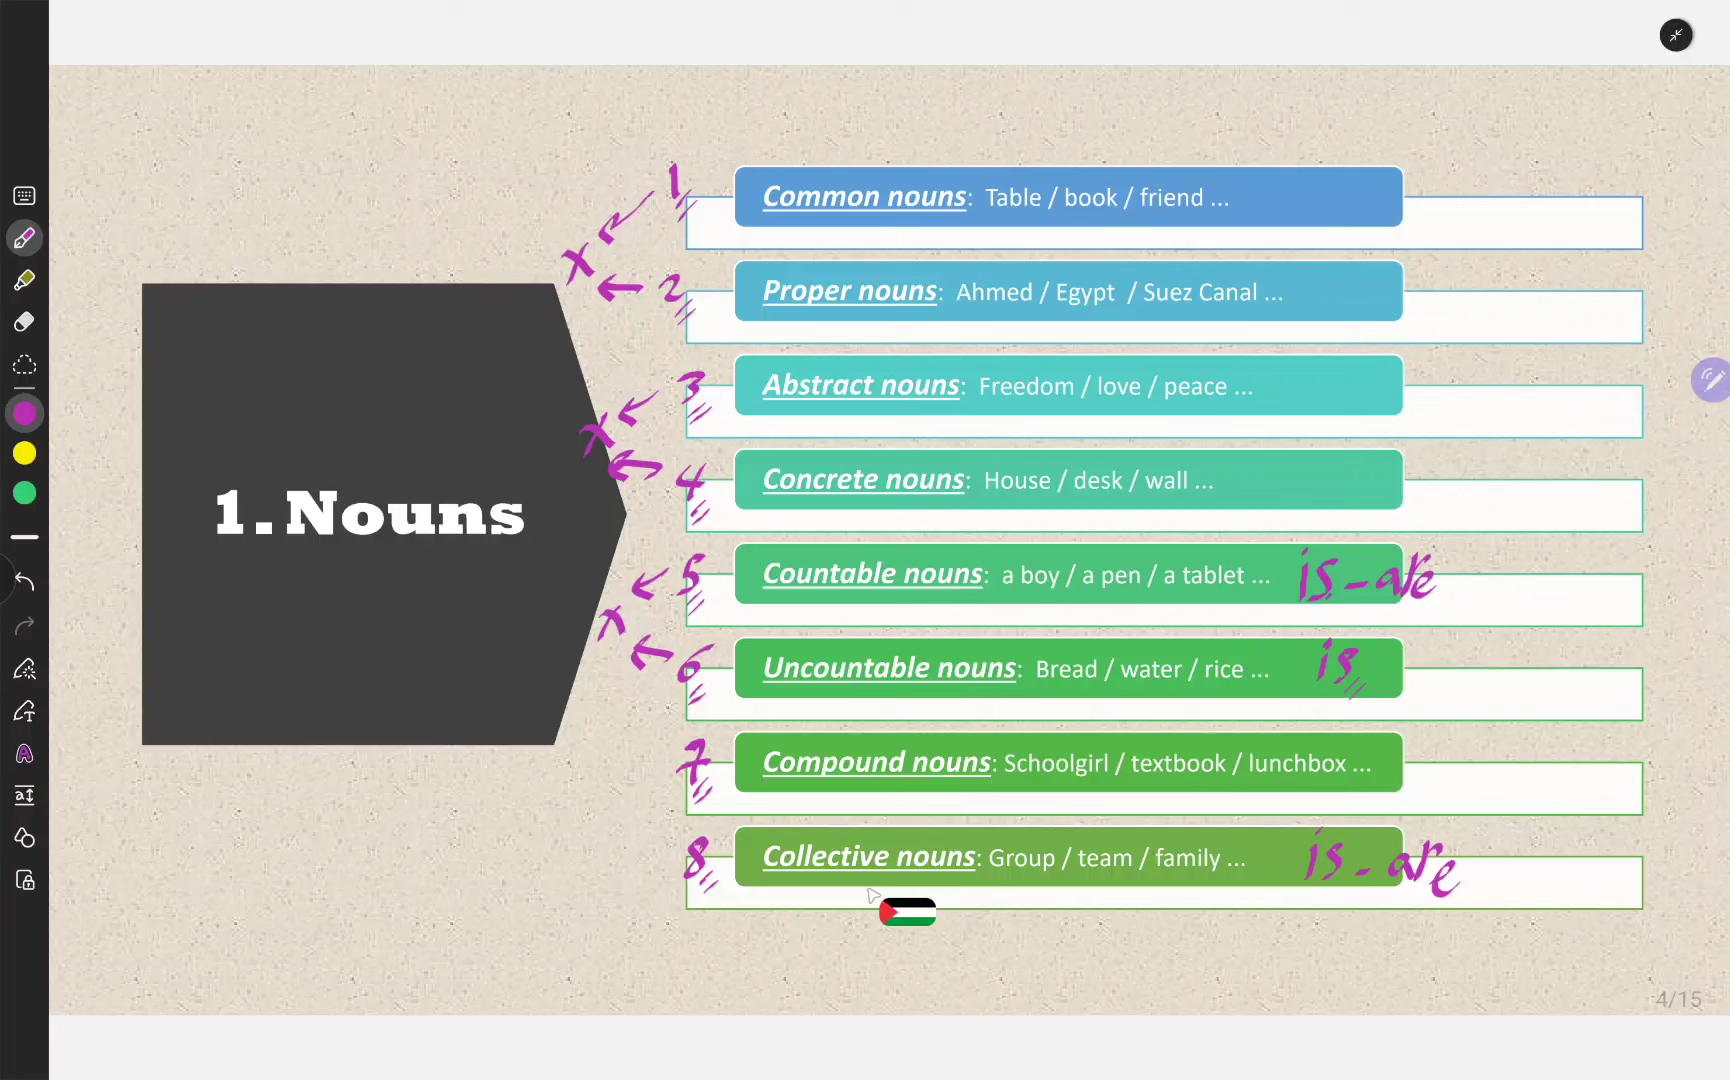 1. Nouns
1 Common nouns: Table / book / friend ...
x
2 Proper nouns: Ahmed / Egypt / Suez Canal ...
3 Abstract nouns: Freedom / love / peace ...
x
4 Concrete nouns: House / desk / wall ...
5 Countable nouns: a boy / a pen / a tablet ... is - are
6 Uncountable nouns: Bread / water / rice ... is
7 Compound nouns: Schoolgirl / textbook / lunchbox ...
8 Collective nouns: Group / team / family ... is - are
4/15